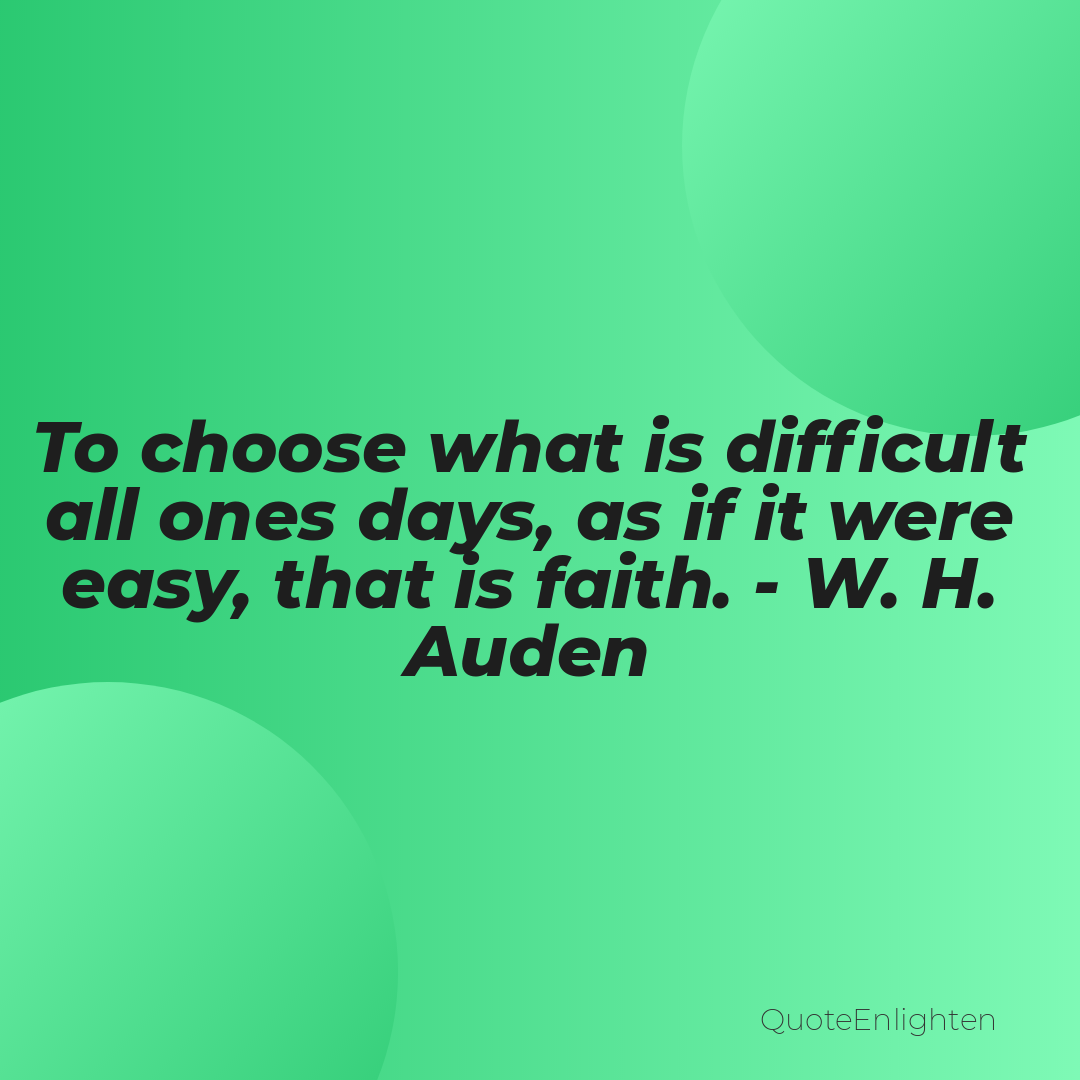 To choose what is difficult
all ones days, as if it were
easy, that is faith. - W. H.
Auden
QuoteEnlighten